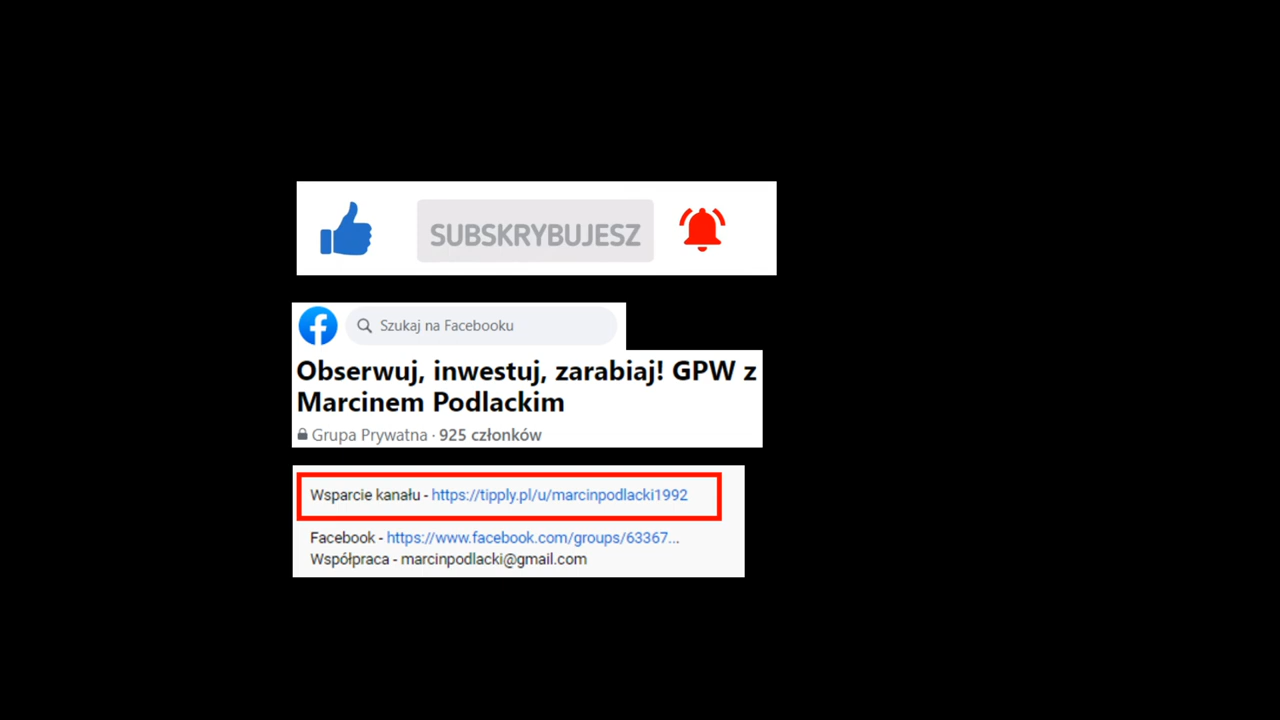 SUBSKRYBUJESZ
Szukaj na Facebooku
Obserwuj, inwestuj, zarabiaj! GPW z
Marcinem Podlackim
Grupa Prywatna · 925 członków
Wsparcie kanału - https://tipply.pl/u/marcinpodlacki1992
Facebook - https://www.facebook.com/groups/63367...
Współpraca - marcinpodlacki@gmail.com